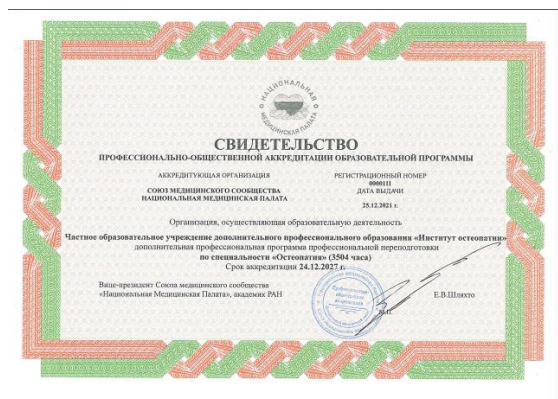 НАЦИОНАЛЬНАЯ
МЕДИЦИНСКАЯ ПАЛАТА
СВИДЕТЕЛЬСТВО
ПРОФЕССИОНАЛЬНО-ОБЩЕСТВЕННОЙ АККРЕДИТАЦИИ ОБРАЗОВАТЕЛЬНОЙ ПРОГРАММЫ
АККРЕДИТУЮЩАЯ ОРГАНИЗАЦИЯ
СОЮЗ МЕДИЦИНСКОГО СООБЩЕСТВА
НАЦИОНАЛЬНАЯ МЕДИЦИНСКАЯ ПАЛАТА
РЕГИСТРАЦИОННЫЙ НОМЕР
0000111
ДАТА ВЫДАЧИ
25.12.2021 г.
Организация, осуществляющая образовательную деятельность
Частное образовательное учреждение дополнительного профессионального образования «Институт остеопатии»
дополнительная профессиональная программа профессиональной переподготовки
по специальности «Остеопатия» (3504 часа)
Срок аккредитации 24.12.2027 г.
Вице-президент Союза медицинского сообщества
«Национальная Медицинская Палата», академик РАН
Е.В.Шляхто
М.П.